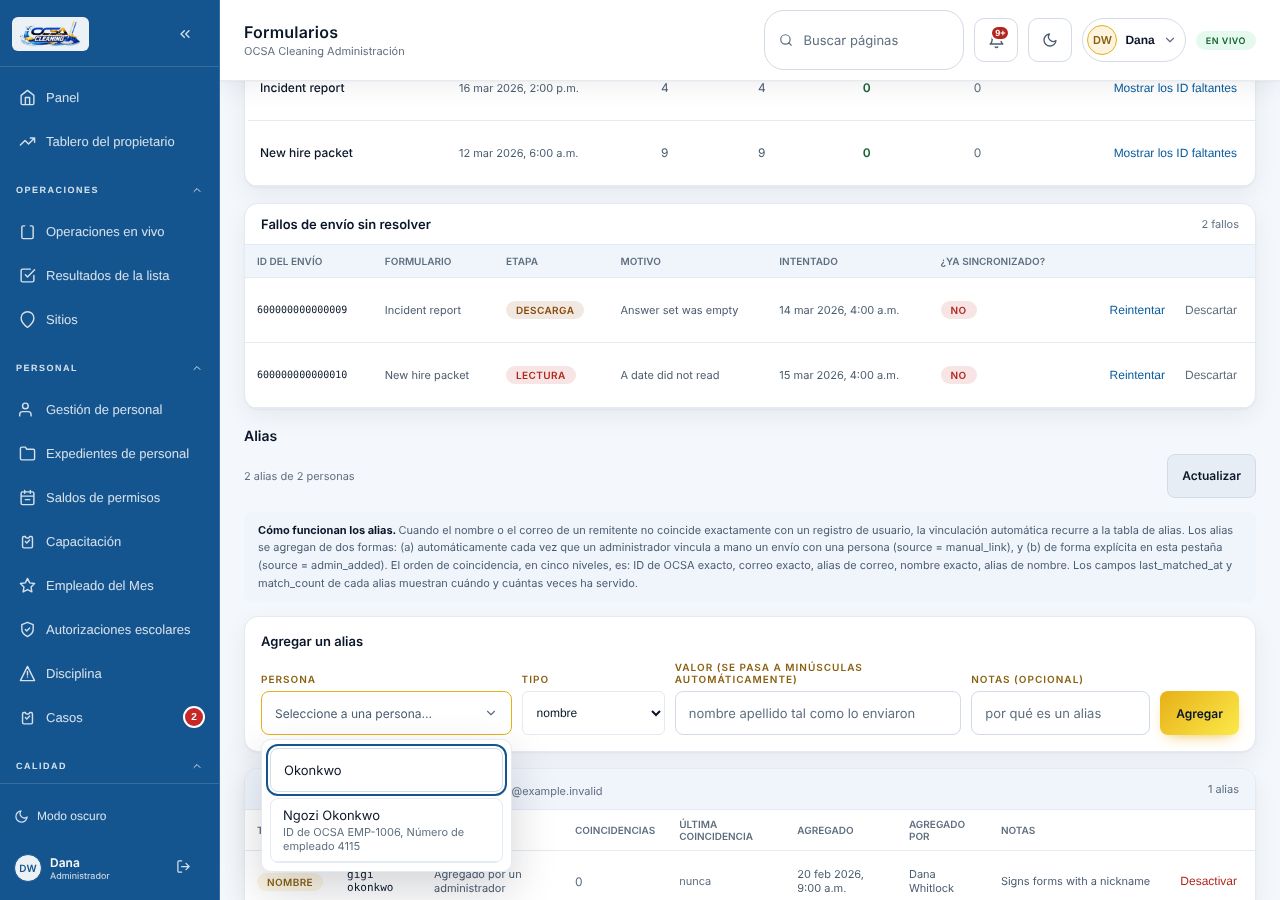 OCSA
CLEANING
Panel
Tablero del propietario
OPERACIONES
Operaciones en vivo
Resultados de la lista
Sitios
PERSONAL
Gestión de personal
Expedientes de personal
Saldos de permisos
Capacitación
Empleado del Mes
Autorizaciones escolares
Disciplina
Casos
2
CALIDAD
Modo oscuro
DW
Dana
Administrador
Formularios
OCSA Cleaning Administración
Buscar páginas
9+
DW
Dana
EN VIVO
Incident report 16 mar 2026, 2:00 p.m. 4 4 0 0 Mostrar los ID faltantes
New hire packet 12 mar 2026, 6:00 a.m. 9 9 0 0 Mostrar los ID faltantes
Fallos de envío sin resolver 2 fallos
ID DEL ENVÍO FORMULARIO ETAPA MOTIVO INTENTADO ¿YA SINCRONIZADO?
600000000000009 Incident report DESCARGA Answer set was empty 14 mar 2026, 4:00 a.m. NO Reintentar Descartar
600000000000010 New hire packet LECTURA A date did not read 15 mar 2026, 4:00 a.m. NO Reintentar Descartar
Alias
2 alias de 2 personas Actualizar
Cómo funcionan los alias. Cuando el nombre o el correo de un remitente no coincide exactamente con un registro de usuario, la vinculación automática recurre a la tabla de alias. Los alias
se agregan de dos formas: (a) automáticamente cada vez que un administrador vincula a mano un envío con una persona (source = manual_link), y (b) de forma explícita en esta pestaña
(source = admin_added). El orden de coincidencia, en cinco niveles, es: ID de OCSA exacto, correo exacto, alias de correo, nombre exacto, alias de nombre. Los campos last_matched_at y
match_count de cada alias muestran cuándo y cuántas veces ha servido.
Agregar un alias
PERSONA TIPO VALOR (SE PASA A MINÚSCULAS
AUTOMÁTICAMENTE) NOTAS (OPCIONAL)
Seleccione a una persona... nombre nombre apellido tal como lo enviaron por qué es un alias Agregar
Okonkwo
Ngozi Okonkwo
ID de OCSA EMP-1006, Número de
empleado 4115
@example.invalid 1 alias
COINCIDENCIAS ÚLTIMA
COINCIDENCIA AGREGADO AGREGADO
POR NOTAS
NOMBRE gigi
okonkwo Agregado por un
administrador 0 nunca 20 feb 2026,
9:00 a.m. Dana
Whitlock Signs forms with a nickname Desactivar